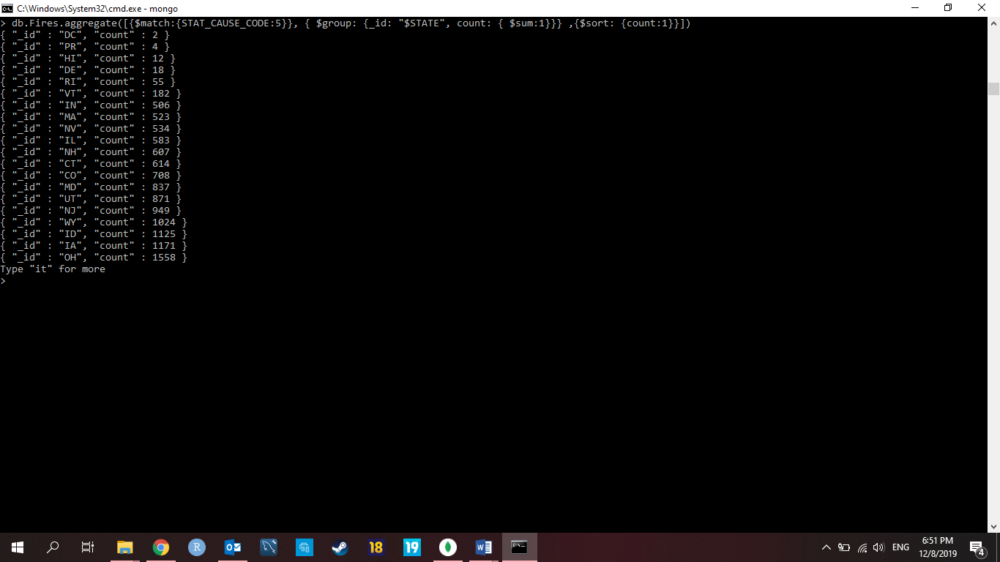 C:\Windows\System32\cmd.exe - mongo
> db.Fires.aggregate([{$match:{STAT_CAUSE_CODE:5}}, { $group: {_id: "$STATE", count: { $sum:1}}} ,{$sort: {count:1}}])
{ "_id" : "DC", "count" : 2 }
{ "_id" : "PR", "count" : 4 }
{ "_id" : "HI", "count" : 12 }
{ "_id" : "DE", "count" : 18 }
{ "_id" : "RI", "count" : 55 }
{ "_id" : "VT", "count" : 182 }
{ "_id" : "IN", "count" : 506 }
{ "_id" : "MA", "count" : 523 }
{ "_id" : "NV", "count" : 534 }
{ "_id" : "IL", "count" : 583 }
{ "_id" : "NH", "count" : 607 }
{ "_id" : "CT", "count" : 614 }
{ "_id" : "CO", "count" : 708 }
{ "_id" : "MD", "count" : 837 }
{ "_id" : "UT", "count" : 871 }
{ "_id" : "NJ", "count" : 949 }
{ "_id" : "WY", "count" : 1024 }
{ "_id" : "ID", "count" : 1125 }
{ "_id" : "IA", "count" : 1171 }
{ "_id" : "OH", "count" : 1558 }
Type "it" for more
>
R
18
19
ENG
6:51 PM
12/8/2019
4